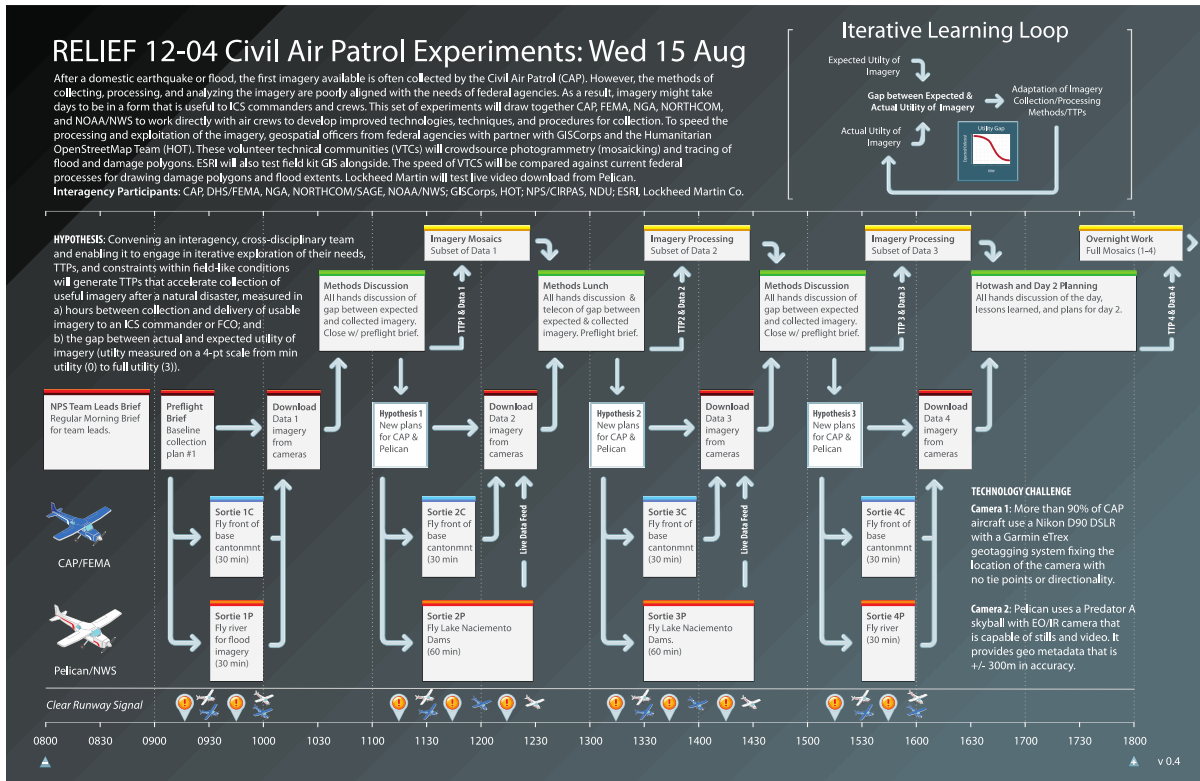 RELIEF 12-04 Civil Air Patrol Experiments: Wed 15 Aug
After a domestic earthquake or flood, the first imagery available is often collected by the Civil Air Patrol (CAP). However, the methods of
collecting, processing, and analyzing the imagery are poorly aligned with the needs of federal agencies. As a result, imagery might take
days to be in a form that is useful to ICS commanders and crews. This set of experiments will draw together CAP, FEMA, NGA, NORTHCOM,
and NOAA/NWS to work directly with air crews to develop improved technologies, techniques, and procedures for collection. To speed the
processing and exploitation of the imagery, geospatial officers from federal agencies with partner with GISCorps and the Humanitarian
OpenStreetMap Team (HOT). These volunteer technical communities (VTCs) will crowdsource photogrammetry (mosaicking) and tracing of
flood and damage polygons. ESRI will also test field kit GIS alongside. The speed of VTCS will be compared against current federal
processes for drawing damage polygons and flood extents. Lockheed Martin will test live video download from Pelican.
Interagency Participants: CAP, DHS/FEMA, NGA, NORTHCOM/SAGE, NOAA/NWS; GISCorps, HOT; NPS/CIRPAS, NDU; ESRI, Lockheed Martin Co.
Iterative Learning Loop
Expected Utilty of
Imagery
Gap between Expected &
Actual Utility of Imagery
Actual Utilty of
Imagery
Adaptation of Imagery
Collection/Processing
Methods/TTPs
Utility Gap
HYPOTHESIS: Convening an interagency, cross-disciplinary team
and enabling it to engage in iterative exploration of their needs,
TTPs, and constraints within field-like conditions
will generate TTPs that accelerate collection of
useful imagery after a natural disaster, measured in
a) hours between collection and delivery of usable
imagery to an ICS commander or FCO; and
b) the gap between actual and expected utility of
imagery (utilty measured on a 4-pt scale from min
utility (0) to full utility (3)).
Imagery Mosaics
Subset of Data 1
Imagery Processing
Subset of Data 2
Imagery Processing
Subset of Data 3
Overnight Work
Full Mosaics (1-4)
Methods Discussion
All hands discussion of
gap between expected
and collected imagery.
Close w/ preflight brief.
TTP1 & Data 1
Methods Lunch
All hands discussion &
telecon of gap between
expected & collected
imagery. Preflight brief.
TTP2 & Data 2
Methods Discussion
All hands discussion of
gap between expected
and collected imagery.
Close w/ preflight brief.
TTP 3 & Data 3
Hotwash and Day 2 Planning
All hands discussion of the day,
lessons learned, and plans for day 2.
TTP 4 & Data 4
NPS Team Leads Brief
Regular Morning Brief
for team leads.
Preflight
Brief
Baseline
collection
plan #1
Download
Data 1
imagery
from
cameras
Hypothesis 1
New plans
for CAP &
Pelican
Download
Data 2
imagery
from
cameras
Hypothesis 2
New plans
for CAP &
Pelican
Download
Data 3
imagery
from
cameras
Hypothesis 3
New plans
for CAP &
Pelican
Download
Data 4
imagery
from
cameras
CAP/FEMA
Sortie 1C
Fly front of
base
cantonmnt
(30 min)
Sortie 2C
Fly front of
base
cantonmnt
(30 min
Live Data Feed
Sortie 3C
Fly front of
base
cantonmnt
(30 min)
Live Data Feed
Sortie 4C
Fly front of
base
cantonmnt
(30 min)
Pelican/NWS
Sortie 1P
Fly river
for flood
imagery
(30 min)
Sortie 2P
Fly Lake Naciemento
Dams
(60 min)
Sortie 3P
Fly Lake Naciemento
Dams.
(60 min)
Sortie 4P
Fly river
(30 min)
TECHNOLOGY CHALLENGE
Camera 1: More than 90% of CAP
aircraft use a Nikon D90 DSLR
with a Garmin eTrex
geotagging system fixing the
location of the camera with
no tie points or directionality.
Camera 2: Pelican uses a Predator A
skyball with EO/IR camera that
is capable of stills and video. It
provides geo metadata that is
+/- 300m in accuracy.
Clear Runway Signal
0800 0830 0900 0930 1000 1030 1100 1130 1200 1230 1300 1330 1400 1430 1500 1530 1600 1630 1700 1730 1800
v 0.4